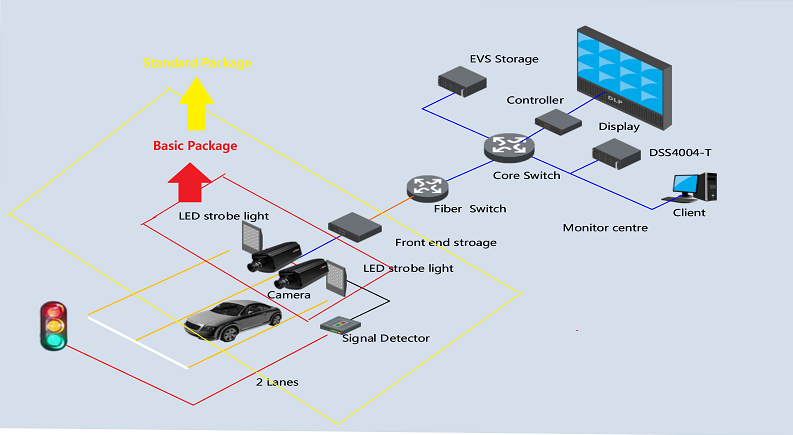 Standard Package
EVS Storage
Controller
DLP
Display
Basic Package
DSS4004-T
Core Switch
LED strobe light
Fiber Switch
Client
Monitor centre
Front end stroage
LED strobe light
Camera
Signal Detector
2 Lanes